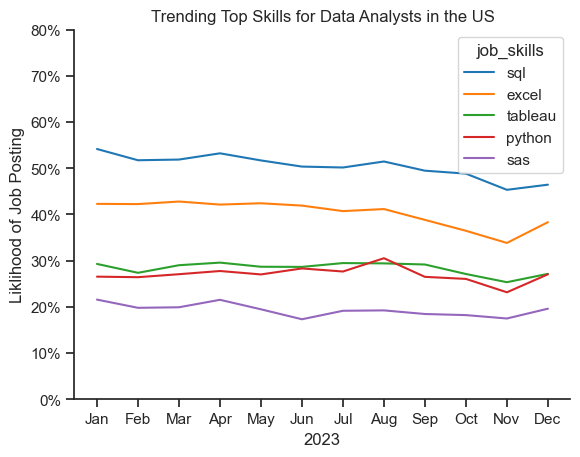 Trending Top Skills for Data Analysts in the US
80%
70%
60%
50%
40%
30%
20%
10%
0%
Liklihood of Job Posting
job_skills
sql
excel
tableau
python
sas
Jan Feb Mar Apr May Jun Jul Aug Sep Oct Nov Dec
2023